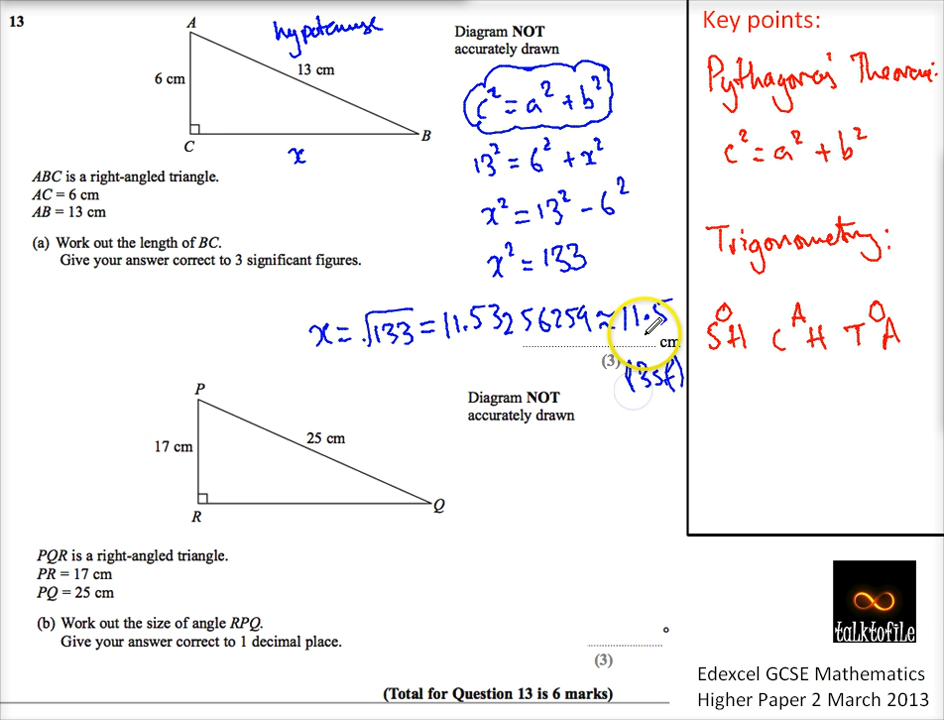 13
A
hypotenuse
6 cm
13 cm
C
x
B
Diagram NOT
accurately drawn
c² = a² + b²
13² = 6² + x²
x² = 13² - 6²
x² = 133
ABC is a right-angled triangle.
AC = 6 cm
AB = 13 cm
(a) Work out the length of BC.
Give your answer correct to 3 significant figures.
x = √133 = 11.5325 6259 ≈ 11.5
cm
(3)
(3sf)
P
17 cm
25 cm
R
Q
Diagram NOT
accurately drawn
PQR is a right-angled triangle.
PR = 17 cm
PQ = 25 cm
(b) Work out the size of angle RPQ.
Give your answer correct to 1 decimal place.
°
(3)
(Total for Question 13 is 6 marks)
Key points:
Pythagoras's Theorem:
c² = a² + b²
Trigonometry:
SOH CAH TOA
talktofile
Edexcel GCSE Mathematics
Higher Paper 2 March 2013